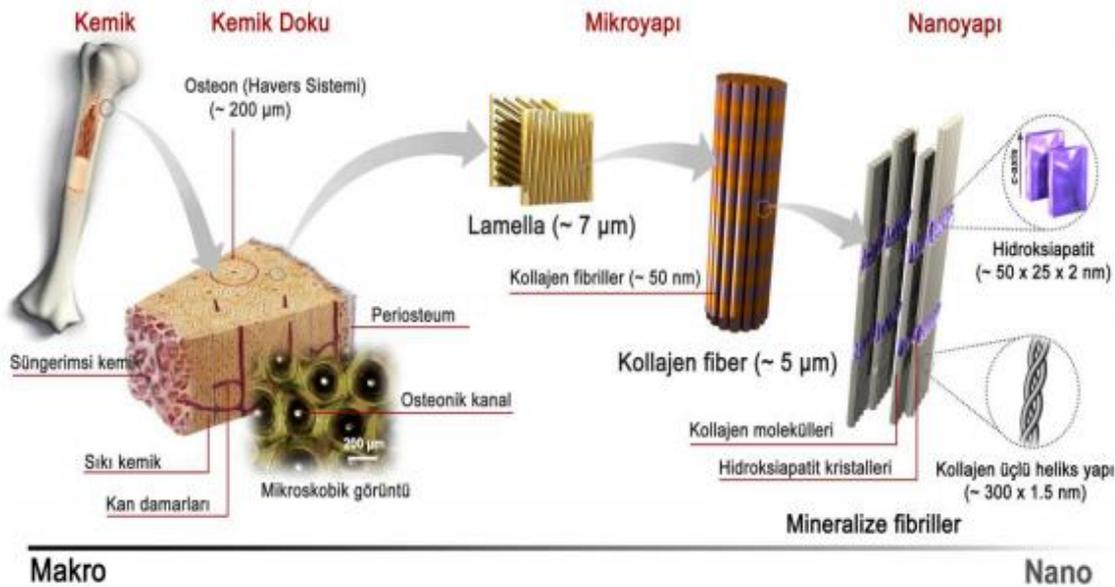 Kemik
Kemik Doku
Mikroyapı
Nanoyapı
Osteon (Havers Sistemi)
(~ 200 µm)
Lamella (~ 7 µm)
Kollajen fibriller (~ 50 nm)
Kollajen fiber (~ 5 µm)
c-axis
Hidroksiapatit
(~ 50 x 25 x 2 nm)
Periosteum
Süngerimsi kemik
Osteonik kanal
200 µm
Sıkı kemik
Kan damarları
Mikroskobik görüntü
Kollajen molekülleri
Hidroksiapatit kristalleri
Kollajen üçlü heliks yapı
(~ 300 x 1.5 nm)
Mineralize fibriller
Makro
Nano